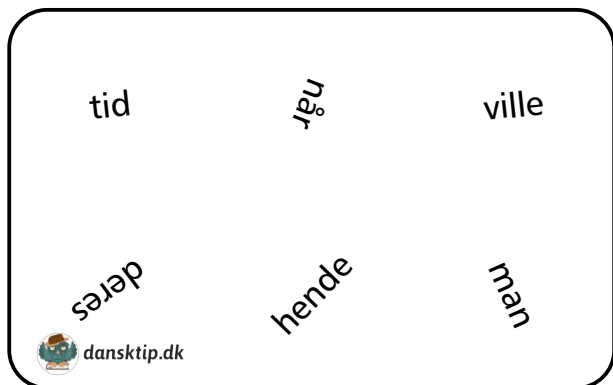 tid når ville
deres hende man
dansktip.dk